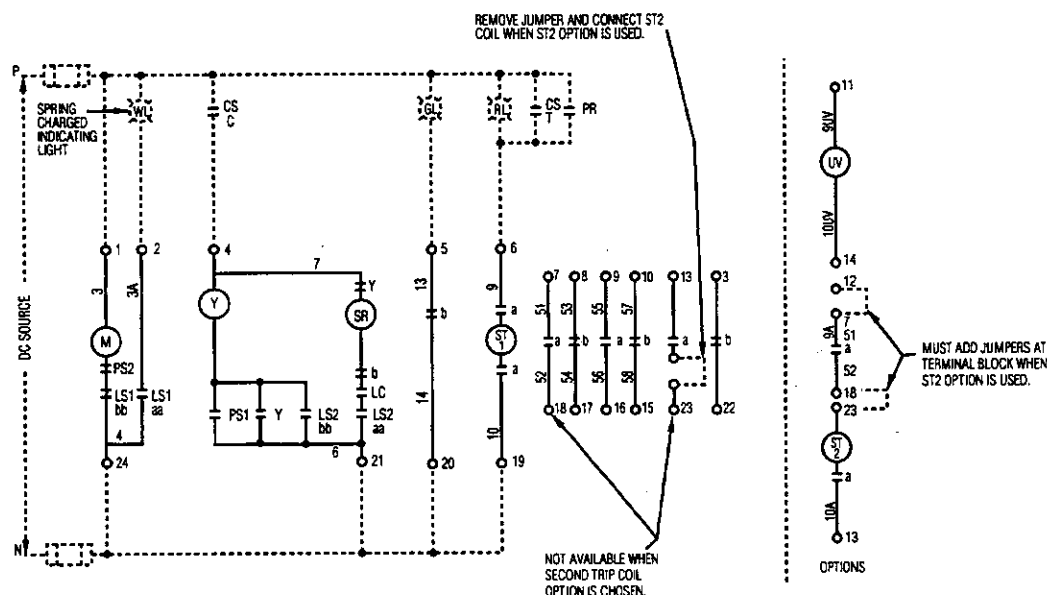 REMOVE JUMPER AND CONNECT ST2
COIL WHEN ST2 OPTION IS USED.
P
SPRING
CHARGED
INDICATING
LIGHT
WL
CS
C
GL
RL
CS
T
PR
11
9UV
UV
10UV
14
12
7
9A
51
a
52
18
23
ST
2
a
10A
13
OPTIONS
MUST ADD JUMPERS AT
TERMINAL BLOCK WHEN
ST2 OPTION IS USED.
DC SOURCE
1
2
4
5
6
3
3A
7
13
9
M
Y
Y
SR
b
a
ST
1
a
PS2
LS1
bb
LS1
aa
PS1
Y
LS2
bb
b
LC
LS2
aa
4
6
14
10
24
21
20
19
7
8
9
10
13
3
51
53
55
57
a
b
a
b
a
b
52
54
56
58
18
17
16
15
23
22
N
NOT AVAILABLE WHEN
SECOND TRIP COIL
OPTION IS CHOSEN.